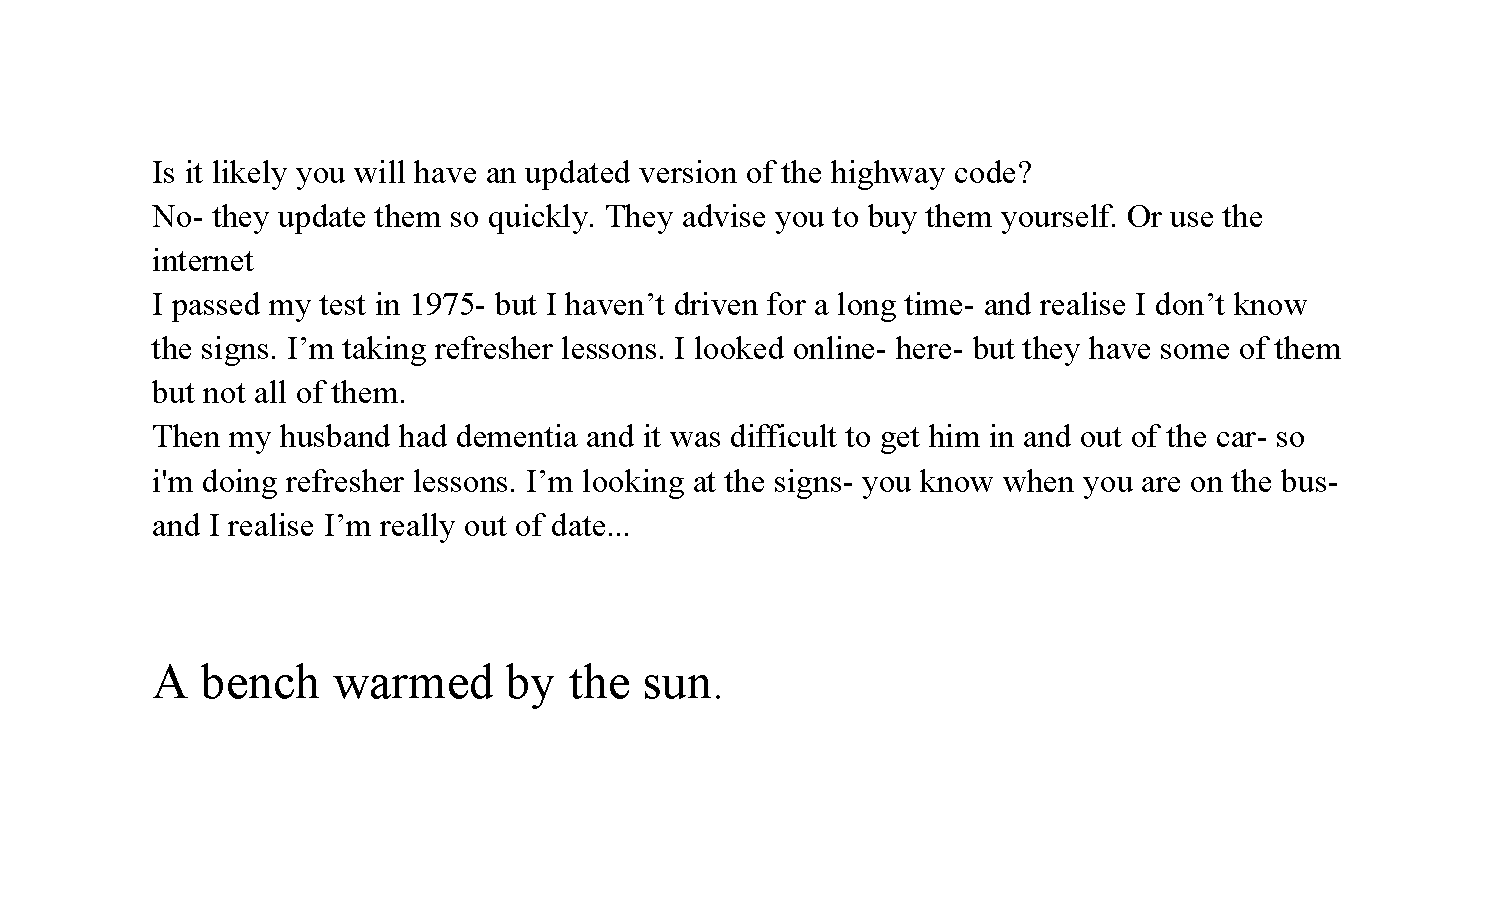 Is it likely you will have an updated version of the highway code?
No- they update them so quickly. They advise you to buy them yourself. Or use the
internet
I passed my test in 1975- but I haven’t driven for a long time- and realise I don’t know
the signs. I’m taking refresher lessons. I looked online- here- but they have some of them
but not all of them.
Then my husband had dementia and it was difficult to get him in and out of the car- so
i'm doing refresher lessons. I’m looking at the signs- you know when you are on the bus-
and I realise I’m really out of date...
A bench warmed by the sun.